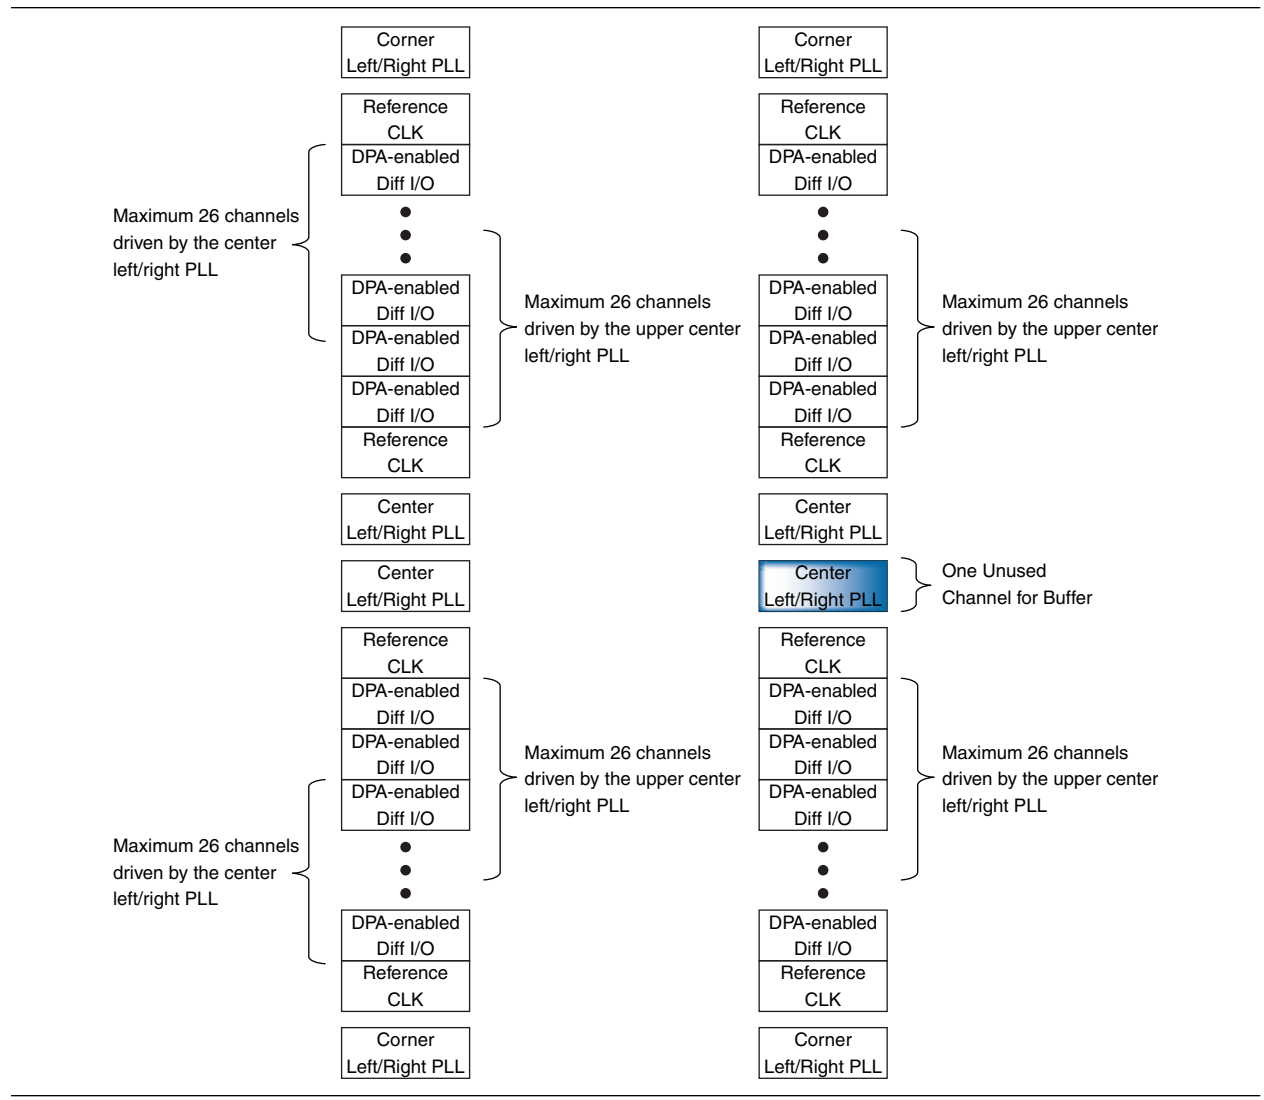 Corner
Left/Right PLL
Reference
CLK
DPA-enabled
Diff I/O
Maximum 26 channels
driven by the center
left/right PLL
DPA-enabled
Diff I/O
DPA-enabled
Diff I/O
DPA-enabled
Diff I/O
Maximum 26 channels
driven by the upper center
left/right PLL
Reference
CLK
Center
Left/Right PLL
Center
Left/Right PLL
Reference
CLK
DPA-enabled
Diff I/O
DPA-enabled
Diff I/O
DPA-enabled
Diff I/O
Maximum 26 channels
driven by the upper center
left/right PLL
Maximum 26 channels
driven by the center
left/right PLL
DPA-enabled
Diff I/O
Reference
CLK
Corner
Left/Right PLL
Corner
Left/Right PLL
Reference
CLK
DPA-enabled
Diff I/O
DPA-enabled
Diff I/O
DPA-enabled
Diff I/O
DPA-enabled
Diff I/O
Maximum 26 channels
driven by the upper center
left/right PLL
Reference
CLK
Center
Left/Right PLL
Center
Left/Right PLL
One Unused
Channel for Buffer
Reference
CLK
DPA-enabled
Diff I/O
DPA-enabled
Diff I/O
DPA-enabled
Diff I/O
Maximum 26 channels
driven by the upper center
left/right PLL
DPA-enabled
Diff I/O
Reference
CLK
Corner
Left/Right PLL